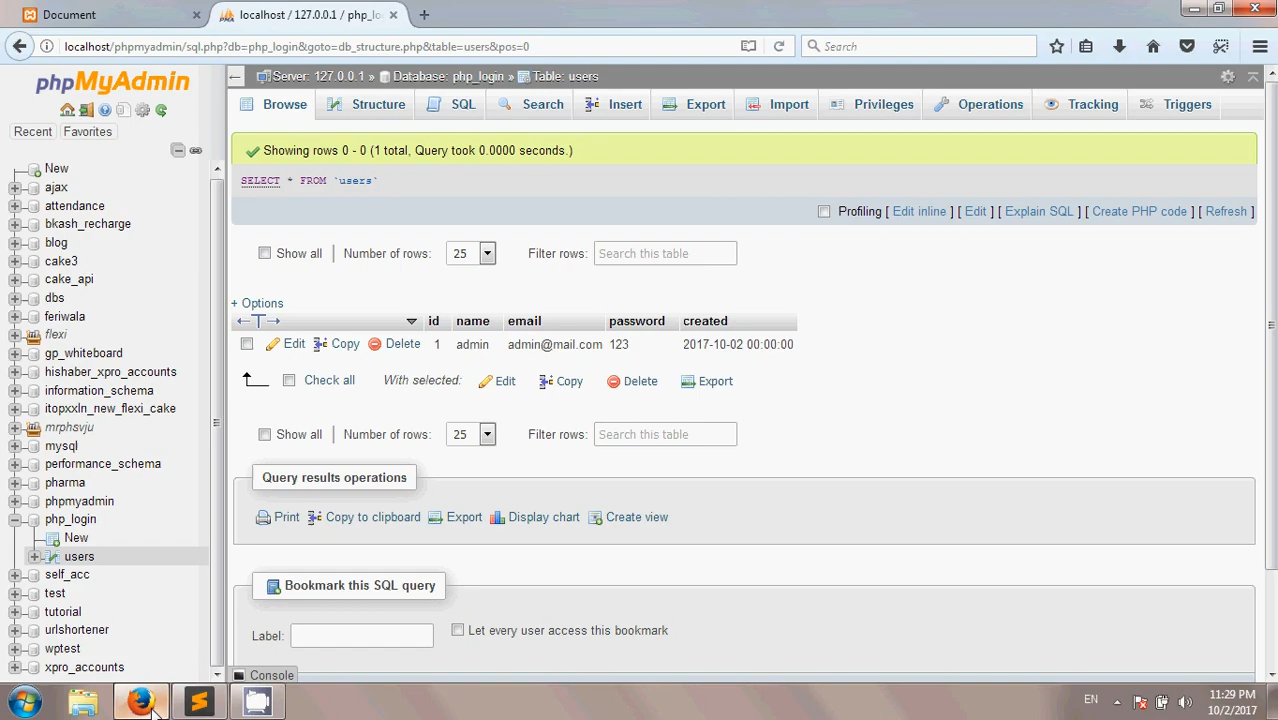 Document
localhost / 127.0.0.1 / php_lo
localhost/phpmyadmin/sql.php?db=php_login&goto=db_structure.php&table=users&pos=0
Search
phpMyAdmin
Recent Favorites
New
ajax
attendance
bkash_recharge
blog
cake3
cake_api
dbs
feriwala
flexi
gp_whiteboard
hishaber_xpro_accounts
information_schema
itopxxln_new_flexi_cake
mrphsvju
mysql
performance_schema
pharma
phpmyadmin
php_login
New
users
self_acc
test
tutorial
urlshortener
wptest
xpro_accounts
Server: 127.0.0.1 » Database: php_login » Table: users
Browse Structure SQL Search Insert Export Import Privileges Operations Tracking Triggers
Showing rows 0 - 0 (1 total, Query took 0.0000 seconds.)
SELECT * FROM `users`
Profiling [ Edit inline ] [ Edit ] [ Explain SQL ] [ Create PHP code ] [ Refresh ]
Show all | Number of rows: 25 Filter rows: Search this table
+ Options
←T→ id name email password created
Edit Copy Delete 1 admin admin@mail.com 123 2017-10-02 00:00:00
Check all With selected: Edit Copy Delete Export
Show all | Number of rows: 25 Filter rows: Search this table
Query results operations
Print Copy to clipboard Export Display chart Create view
Bookmark this SQL query
Label: Let every user access this bookmark
Console
EN 11:29 PM
10/2/2017